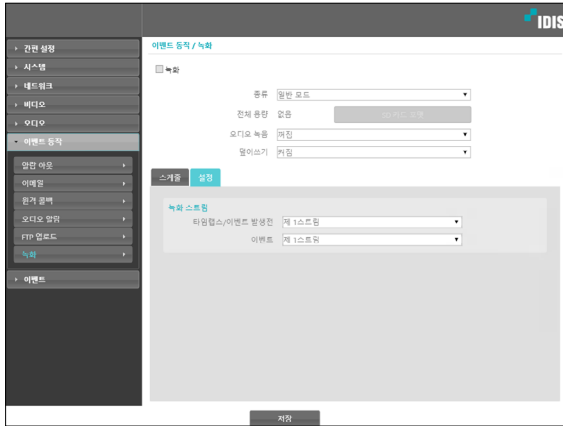 IDIS
간편 설정
시스템
네트워크
비디오
오디오
이벤트 동작
알람 아웃
이메일
원격 콜백
오디오 알림
FTP 업로드
녹화
이벤트
이벤트 동작 / 녹화
녹화
종류 일반 모드
전체 용량 없음
오디오 녹음 꺼짐
덮어쓰기 켜짐
스케줄 설정
녹화 스트림
타임랩스/이벤트 발생전 제 1스트림
이벤트 제 1스트림
저장